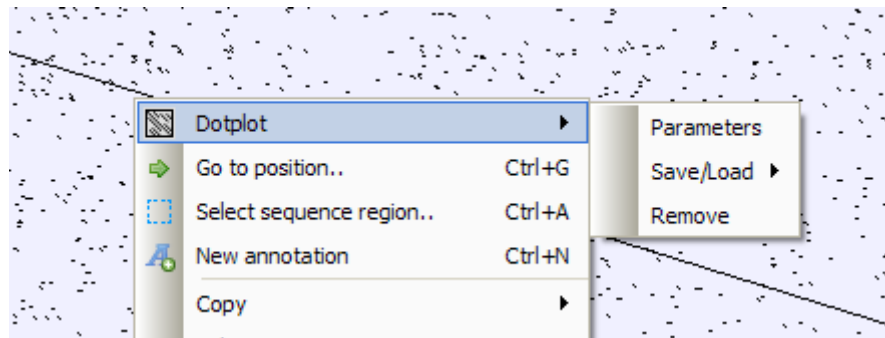 Dotplot
Go to position.. Ctrl+G
Select sequence region.. Ctrl+A
New annotation Ctrl+N
Copy
Parameters
Save/Load
Remove